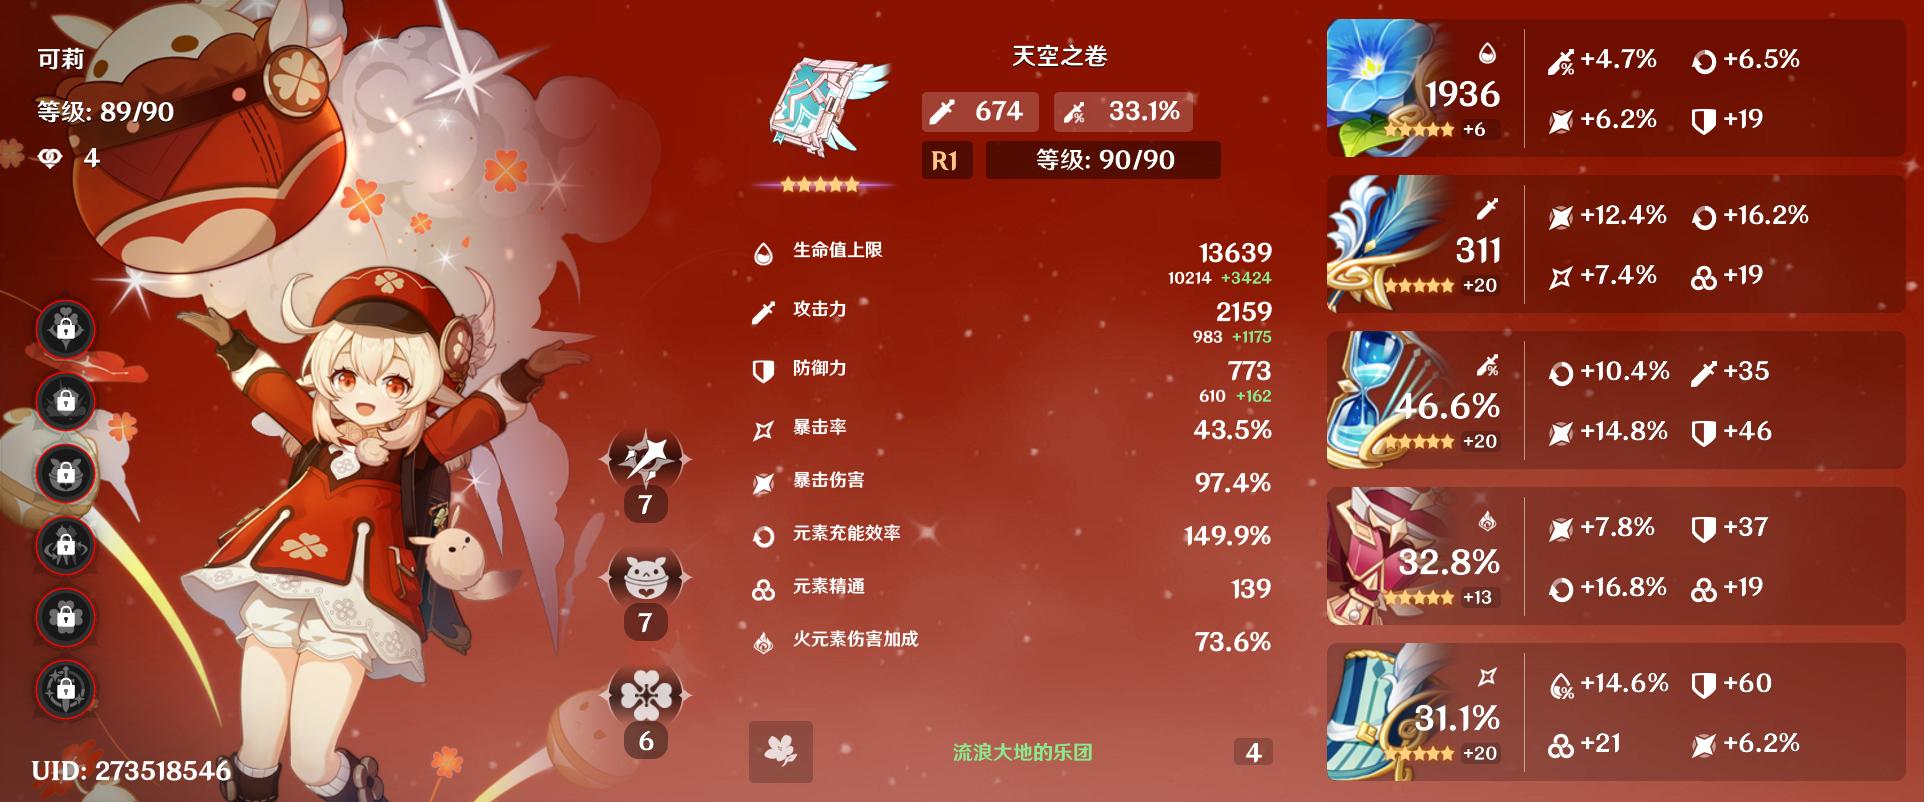 可莉
等级: 89/90
4
7
7
6
UID: 273518546
天空之卷
674 33.1%
R1 等级: 90/90
生命值上限 13639
10214 +3424
攻击力 2159
983 +1175
防御力 773
610 +162
暴击率 43.5%
暴击伤害 97.4%
元素充能效率 149.9%
元素精通 139
火元素伤害加成 73.6%
流浪大地的乐团 4
1936
+6
+4.7% +6.5%
+6.2% +19
311
+20
+12.4% +16.2%
+7.4% +19
46.6%
+20
+10.4% +35
+14.8% +46
32.8%
+13
+7.8% +37
+16.8% +19
31.1%
+20
+14.6% +60
+21 +6.2%